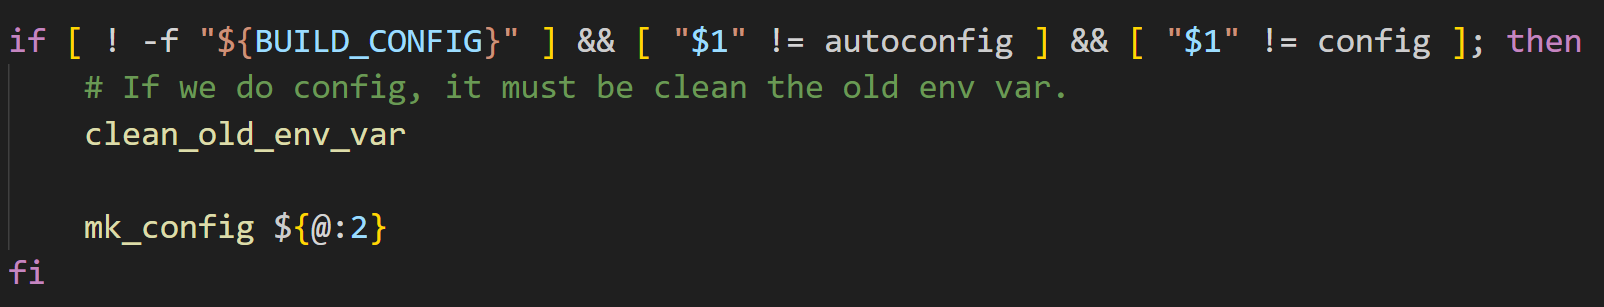 if [ ! -f "${BUILD_CONFIG}" ] && [ "$1" != autoconfig ] && [ "$1" != config ]; then
    # If we do config, it must be clean the old env var.
    clean_old_env_var

    mk_config ${@:2}
fi